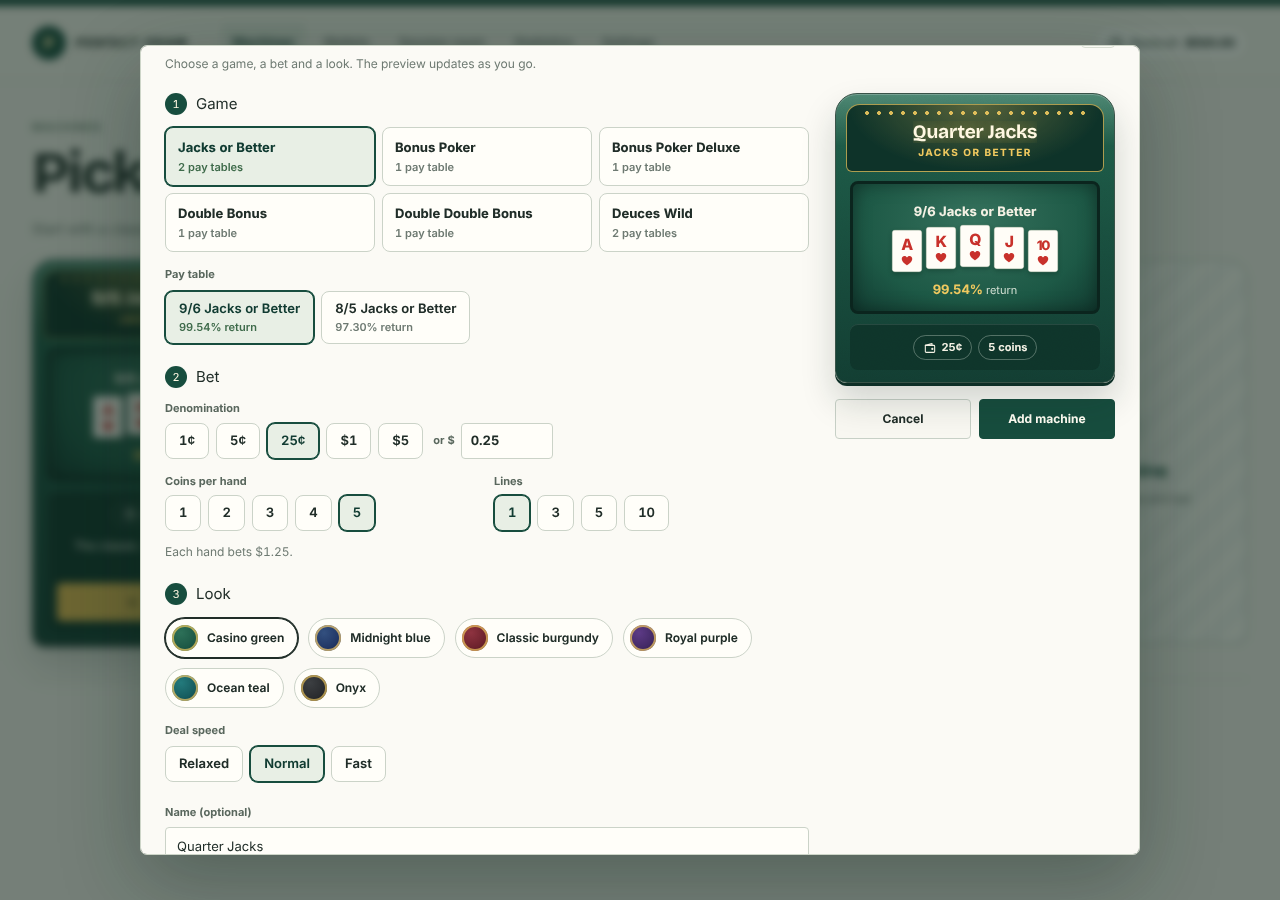 Choose a game, a bet and a look. The preview updates as you go.
1 Game
Jacks or Better
2 pay tables
Bonus Poker
1 pay table
Bonus Poker Deluxe
1 pay table
Double Bonus
1 pay table
Double Double Bonus
1 pay table
Deuces Wild
2 pay tables
Pay table
9/6 Jacks or Better
99.54% return
8/5 Jacks or Better
97.30% return
2 Bet
Denomination
1¢ 5¢ 25¢ $1 $5 or $ 0.25
Coins per hand
1 2 3 4 5
Lines
1 3 5 10
Each hand bets $1.25.
3 Look
Casino green Midnight blue Classic burgundy Royal purple
Ocean teal Onyx
Deal speed
Relaxed Normal Fast
Name (optional)
Quarter Jacks
Quarter Jacks
JACKS OR BETTER
9/6 Jacks or Better
A K Q J 10
99.54% return
25¢ 5 coins
Cancel Add machine
Pick